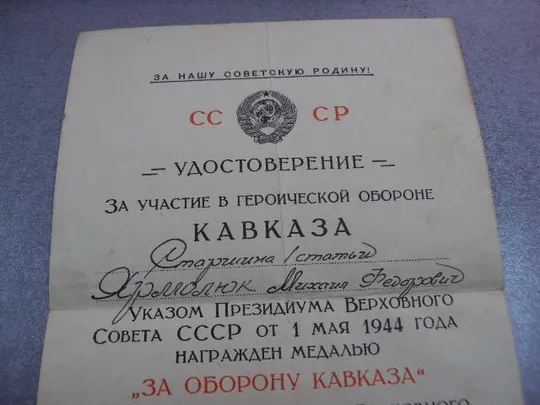 ЗА НАШУ СОВЕТСКУЮ РОДИНУ!
СС СР
УДОСТОВЕРЕНИЕ
ЗА УЧАСТИЕ В ГЕРОИЧЕСКОЙ ОБОРОНЕ
КАВКАЗА
Старшина 1 статьи
Ярмолюк Михаил Федорович
УКАЗОМ ПРЕЗИДИУМА ВЕРХОВНОГО
СОВЕТА СССР ОТ 1 МАЯ 1944 ГОДА
НАГРАЖДЕН МЕДАЛЬЮ
„ЗА ОБОРОНУ КАВКАЗА“